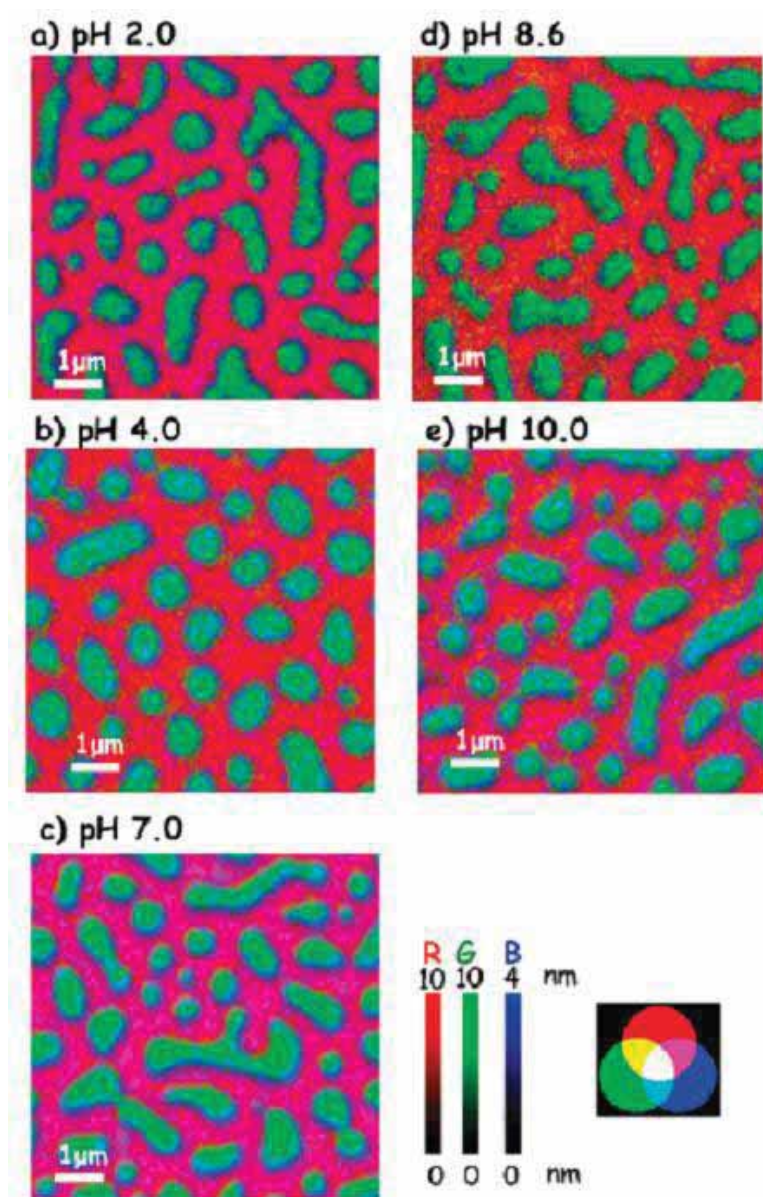 a) pH 2.0
d) pH 8.6
1μm
1μm
b) pH 4.0
e) pH 10.0
1μm
1μm
c) pH 7.0
R G B
10 10 4 nm
0 0 0 nm
1μm